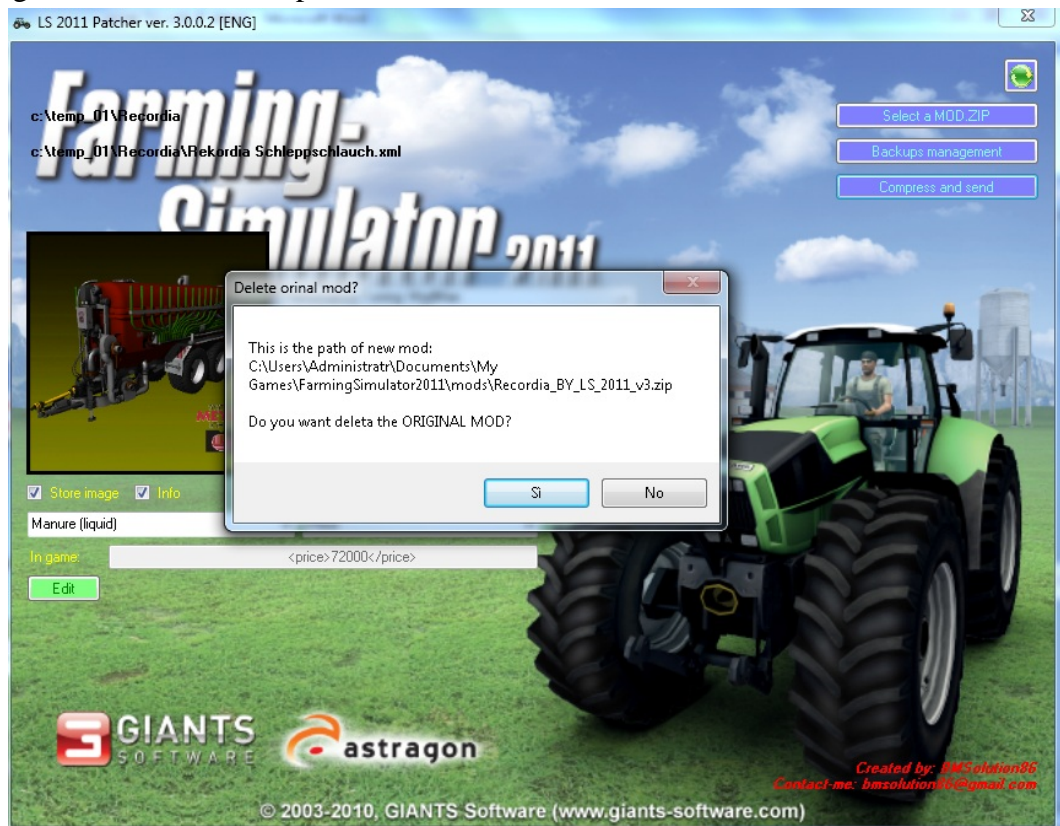 LS 2011 Patcher ver. 3.0.0.2 [ENG]
Farming-
Simulator 2011
c:\temp_01\Recordia
c:\temp_01\Recordia\Rekordia Schleppschlauch.xml
Select a MOD.ZIP
Backups management
Compress and send
Delete orinal mod?
This is the path of new mod:
C:\Users\Administratr\Documents\My
Games\FarmingSimulator2011\mods\Recordia_BY_LS_2011_v3.zip
Do you want deleta the ORIGINAL MOD?
Sì
No
Store image
Info
Manure (liquid)
In game:
<price>72000</price>
Edit
GIANTS
SOFTWARE
astragon
Created by: BMSolution86
Contact-me: bmsolution86@gmail.com
© 2003-2010, GIANTS Software (www.giants-software.com)